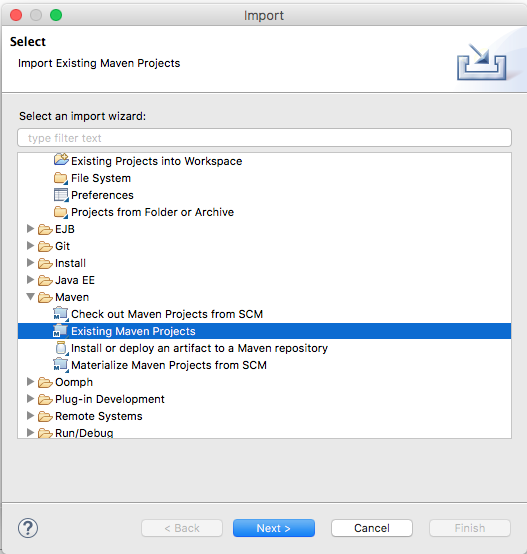 Import
Select
Import Existing Maven Projects
Select an import wizard:
type filter text
Existing Projects into Workspace
File System
Preferences
Projects from Folder or Archive
EJB
Git
Install
Java EE
Maven
Check out Maven Projects from SCM
Existing Maven Projects
Install or deploy an artifact to a Maven repository
Materialize Maven Projects from SCM
Oomph
Plug-in Development
Remote Systems
Run/Debug
? < Back Next > Cancel Finish